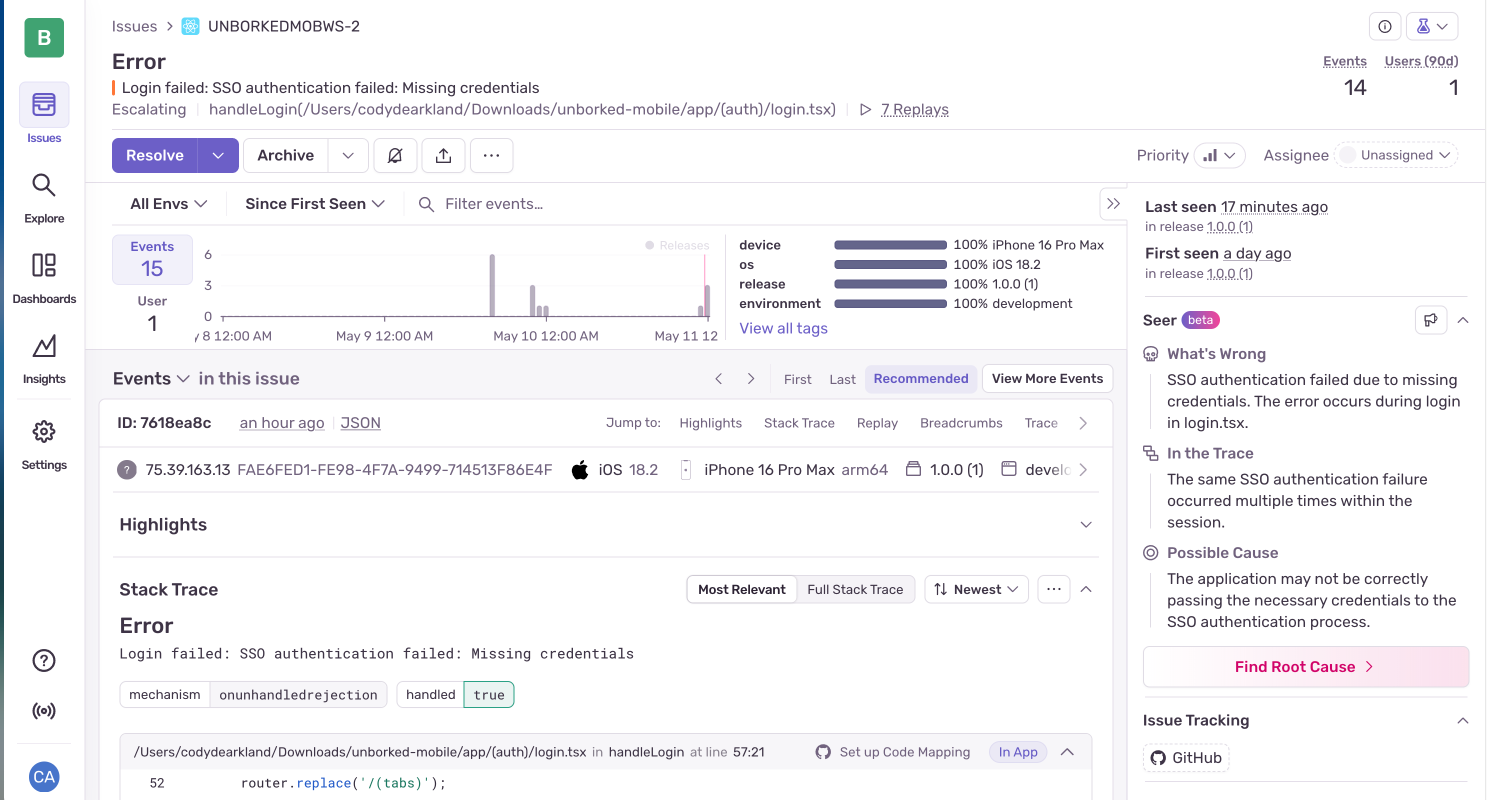 B
Issues
Explore
Dashboards
Insights
Settings
CA
Issues > UNBORKEDMOBWS-2
Error
Login failed: SSO authentication failed: Missing credentials
Escalating handleLogin(/Users/codydearkland/Downloads/unborked-mobile/app/(auth)/login.tsx) 7 Replays
Events Users (90d)
14 1
Resolve Archive ...
Priority Assignee Unassigned
All Envs Since First Seen Filter events...
Events
15
User
1
Releases
6
3
0
8 12:00 AM May 9 12:00 AM May 10 12:00 AM May 11 12
device 100% iPhone 16 Pro Max
os 100% iOS 18.2
release 100% 1.0.0 (1)
environment 100% development
View all tags
Events in this issue First Last Recommended View More Events
ID: 7618ea8c an hour ago JSON Jump to: Highlights Stack Trace Replay Breadcrumbs Trace
? 75.39.163.13 FAE6FED1-FE98-4F7A-9499-714513F86E4F iOS 18.2 iPhone 16 Pro Max arm64 1.0.0 (1) develo
Highlights
Stack Trace Most Relevant Full Stack Trace Newest ...
Error
Login failed: SSO authentication failed: Missing credentials
mechanism onunhandledrejection handled true
/Users/codydearkland/Downloads/unborked-mobile/app/(auth)/login.tsx in handleLogin at line 57:21 Set up Code Mapping In App
52 router.replace('/(tabs)');
Last seen 17 minutes ago
in release 1.0.0 (1)
First seen a day ago
in release 1.0.0 (1)
Seer beta
What's Wrong
SSO authentication failed due to missing
credentials. The error occurs during login
in login.tsx.
In the Trace
The same SSO authentication failure
occurred multiple times within the
session.
Possible Cause
The application may not be correctly
passing the necessary credentials to the
SSO authentication process.
Find Root Cause >
Issue Tracking
GitHub